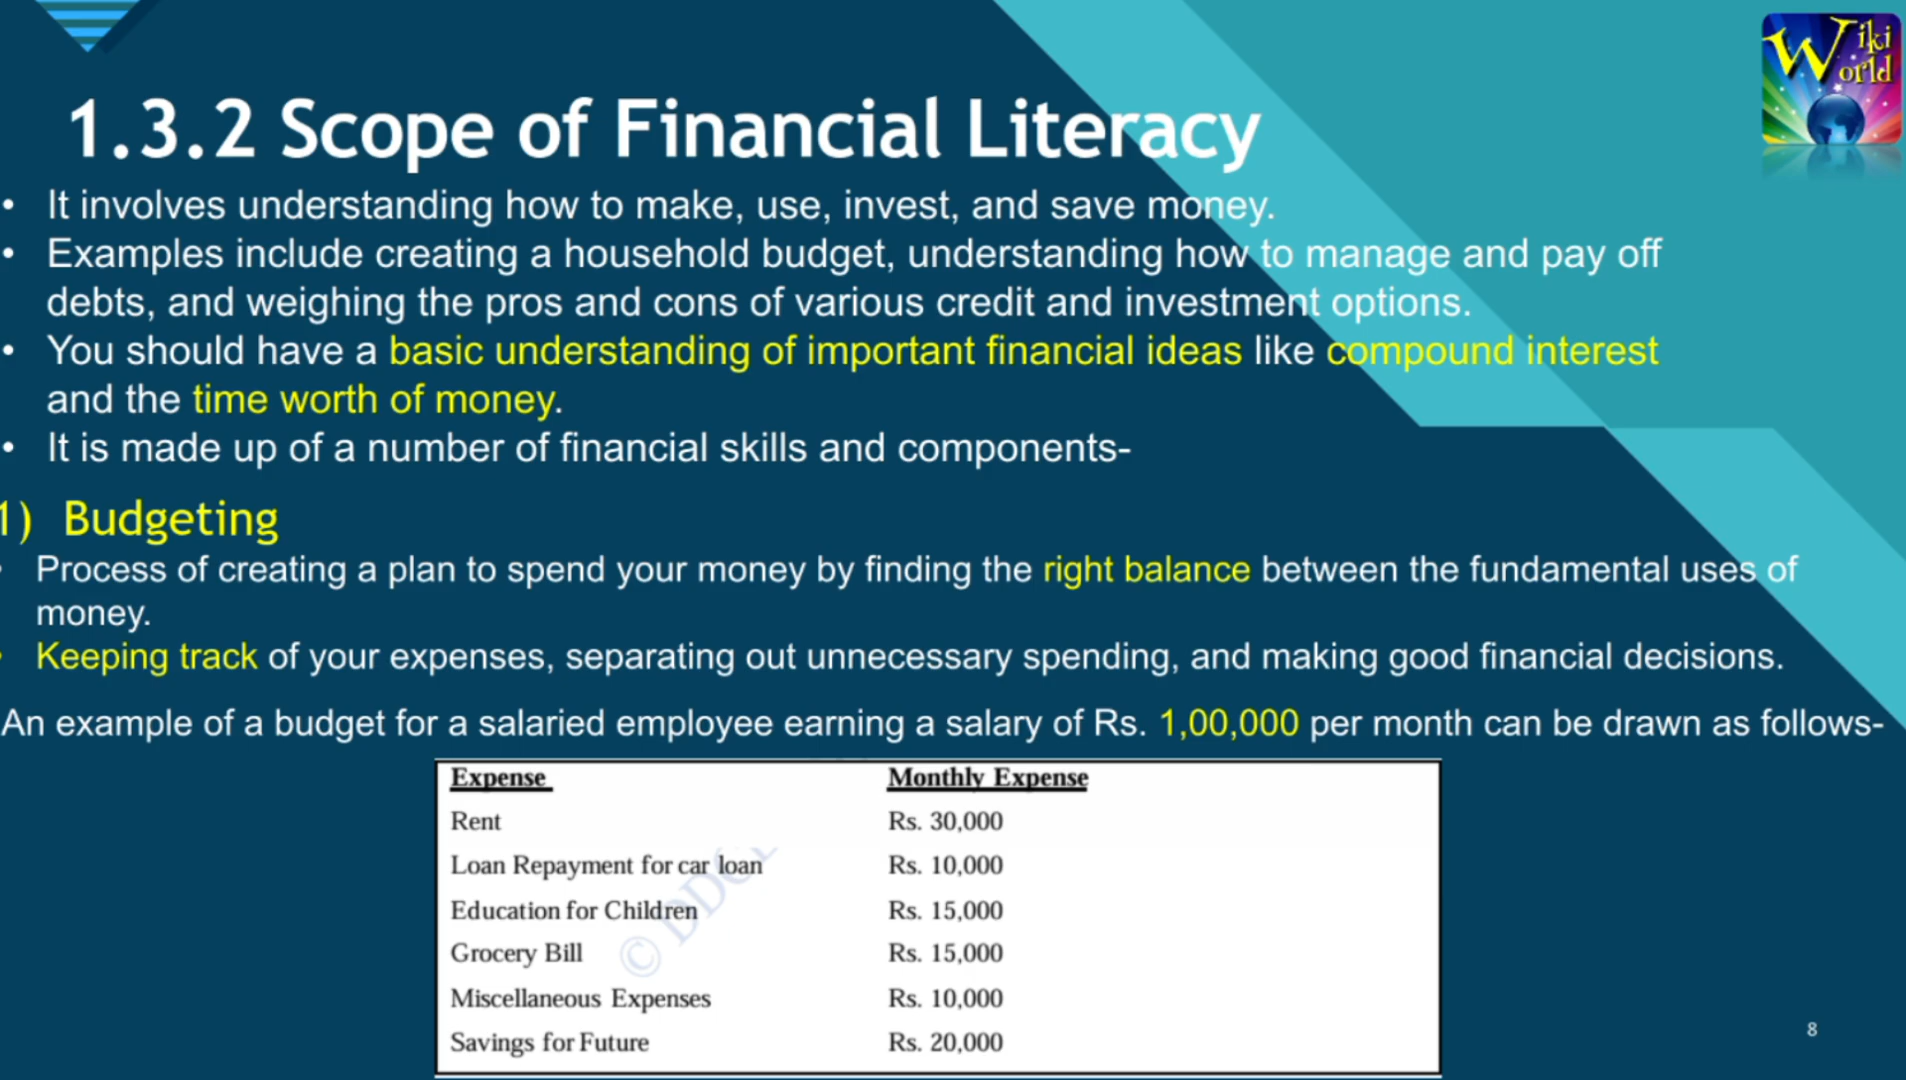 Wiki
World
1.3.2 Scope of Financial Literacy
• It involves understanding how to make, use, invest, and save money.
• Examples include creating a household budget, understanding how to manage and pay off
debts, and weighing the pros and cons of various credit and investment options.
• You should have a basic understanding of important financial ideas like compound interest
and the time worth of money.
• It is made up of a number of financial skills and components-
1) Budgeting
• Process of creating a plan to spend your money by finding the right balance between the fundamental uses of
money.
• Keeping track of your expenses, separating out unnecessary spending, and making good financial decisions.
An example of a budget for a salaried employee earning a salary of Rs. 1,00,000 per month can be drawn as follows-
Expense Monthly Expense
Rent Rs. 30,000
Loan Repayment for car loan Rs. 10,000
Education for Children Rs. 15,000
Grocery Bill Rs. 15,000
Miscellaneous Expenses Rs. 10,000
Savings for Future Rs. 20,000
8